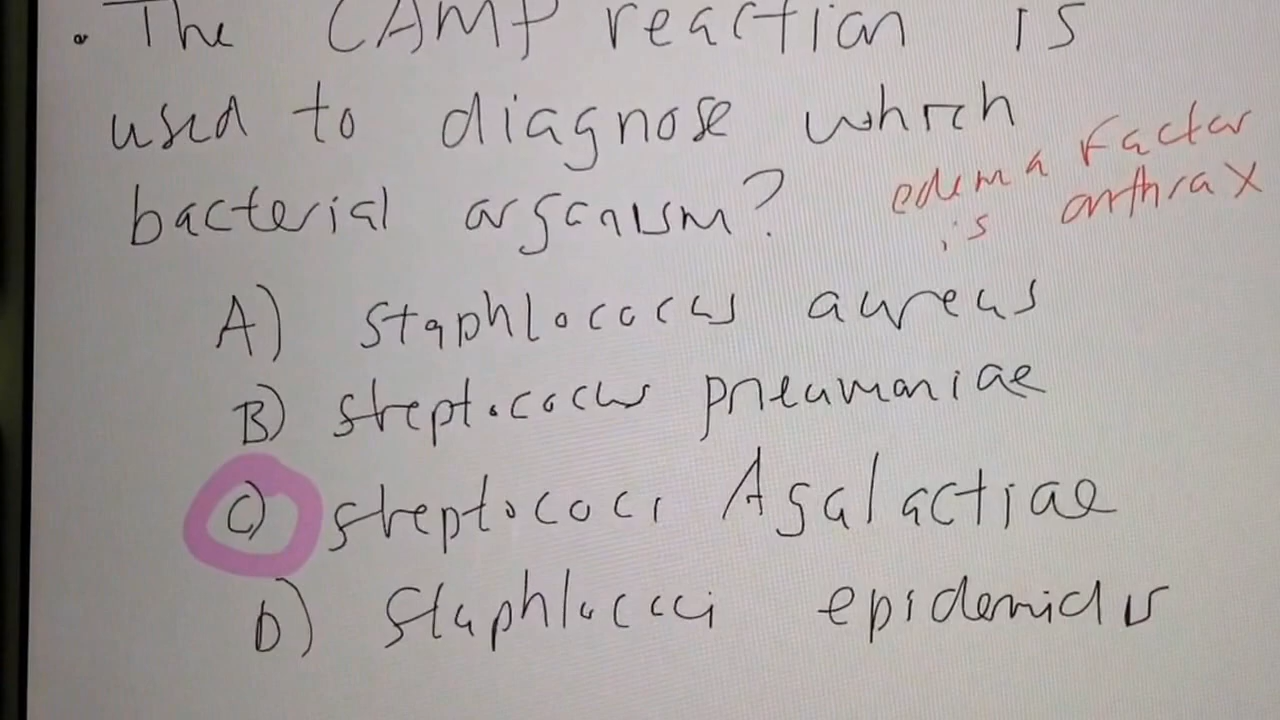 • The CAMP reaction is
used to diagnose which
bacterial organism?
edema Factor
is anthrax
A) Staphlococcus aureus
B) Streptococcus pneumoniae
C) Streptococci Agalactiae
D) Staphlococci epidermidis